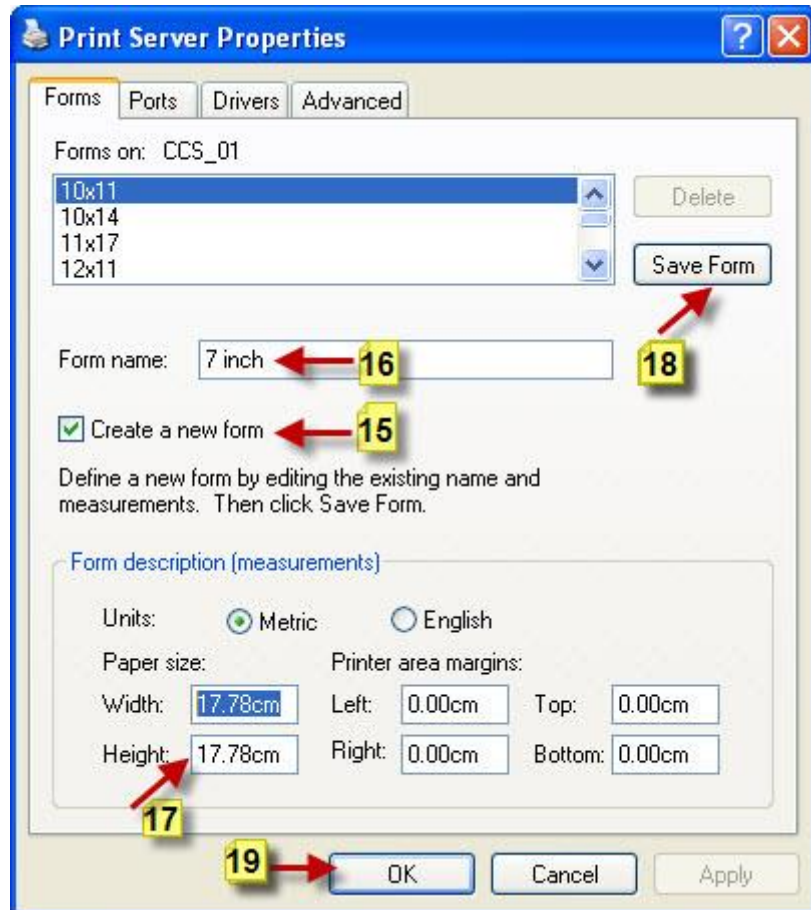 Print Server Properties
Forms Ports Drivers Advanced
Forms on: CCS_01
10x11
10x14
11x17
12x11
Delete
Save Form
18
Form name: 7 inch 16
Create a new form 15
Define a new form by editing the existing name and
measurements. Then click Save Form.
Form description (measurements)
Units: Metric English
Paper size: Printer area margins:
Width: 17.78cm Left: 0.00cm Top: 0.00cm
Height: 17.78cm Right: 0.00cm Bottom: 0.00cm
17
19 OK Cancel Apply